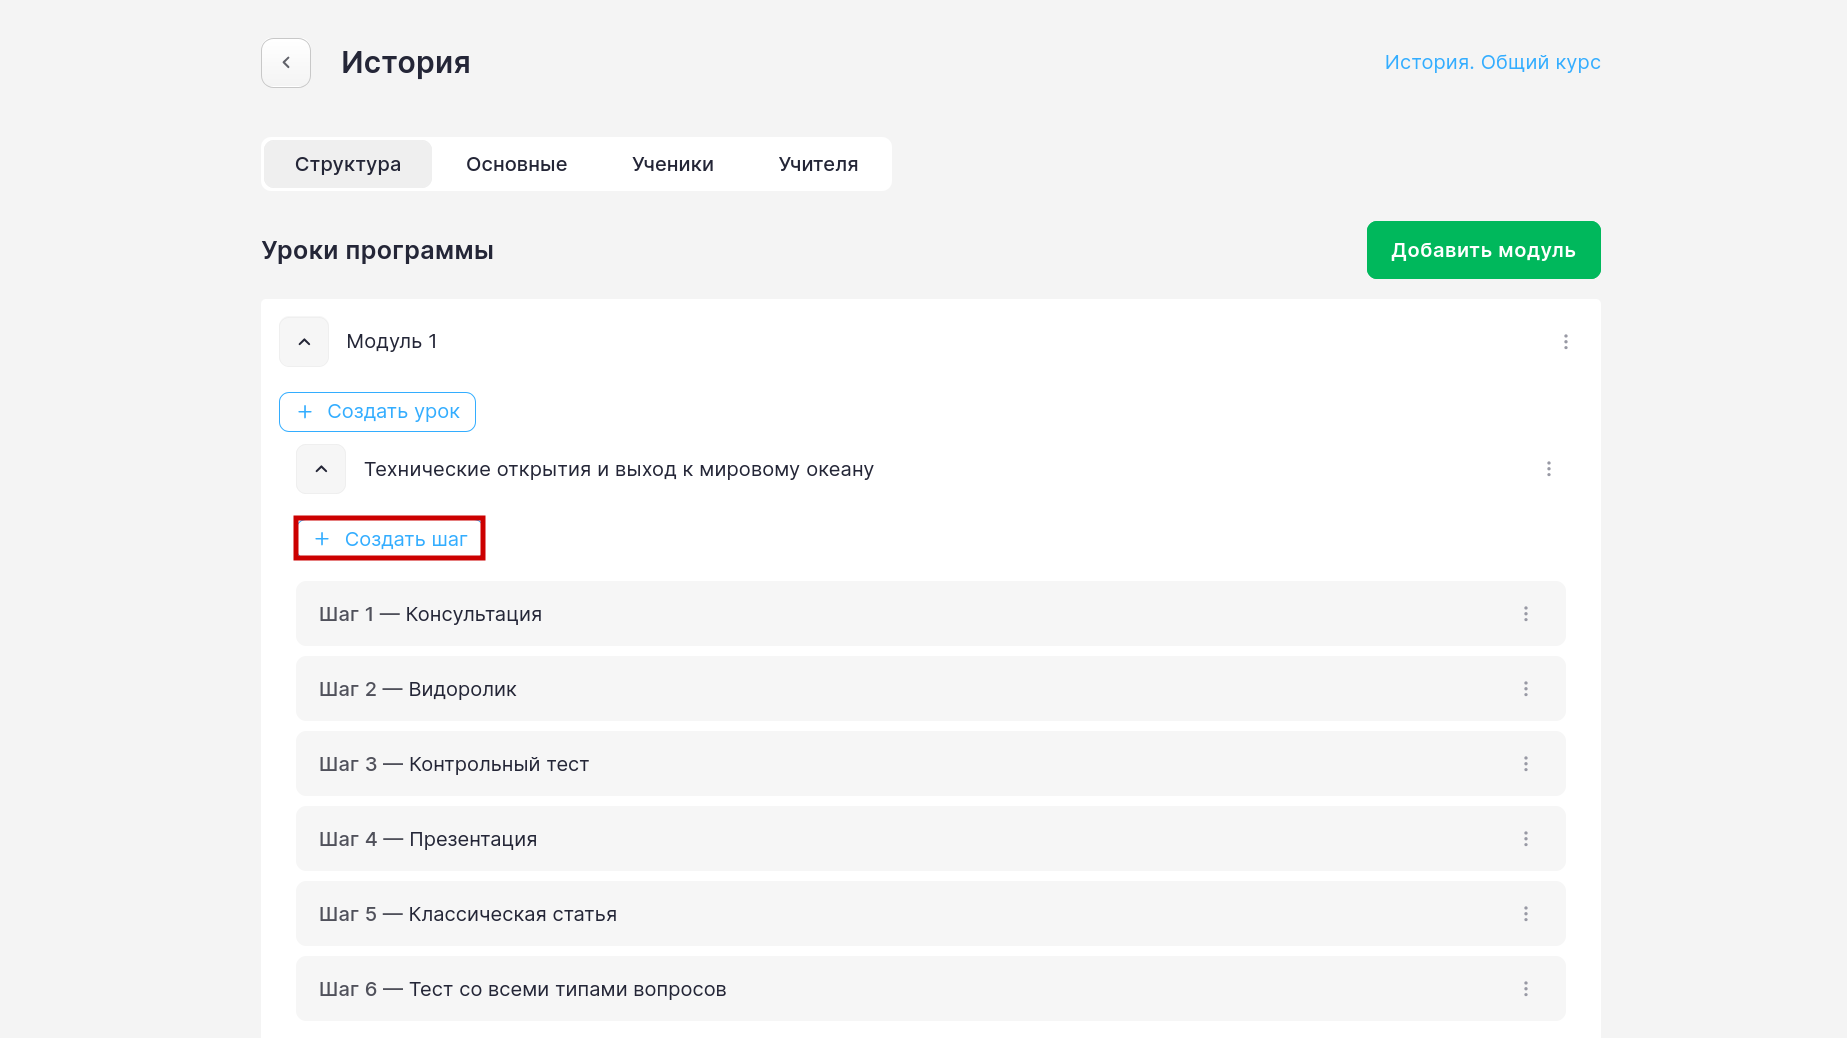 История
История. Общий курс
Структура Основные Ученики Учителя
Уроки программы
Добавить модуль
Модуль 1
+ Создать урок
Технические открытия и выход к мировому океану
+ Создать шаг
Шаг 1 — Консультация
Шаг 2 — Видоролик
Шаг 3 — Контрольный тест
Шаг 4 — Презентация
Шаг 5 — Классическая статья
Шаг 6 — Тест со всеми типами вопросов